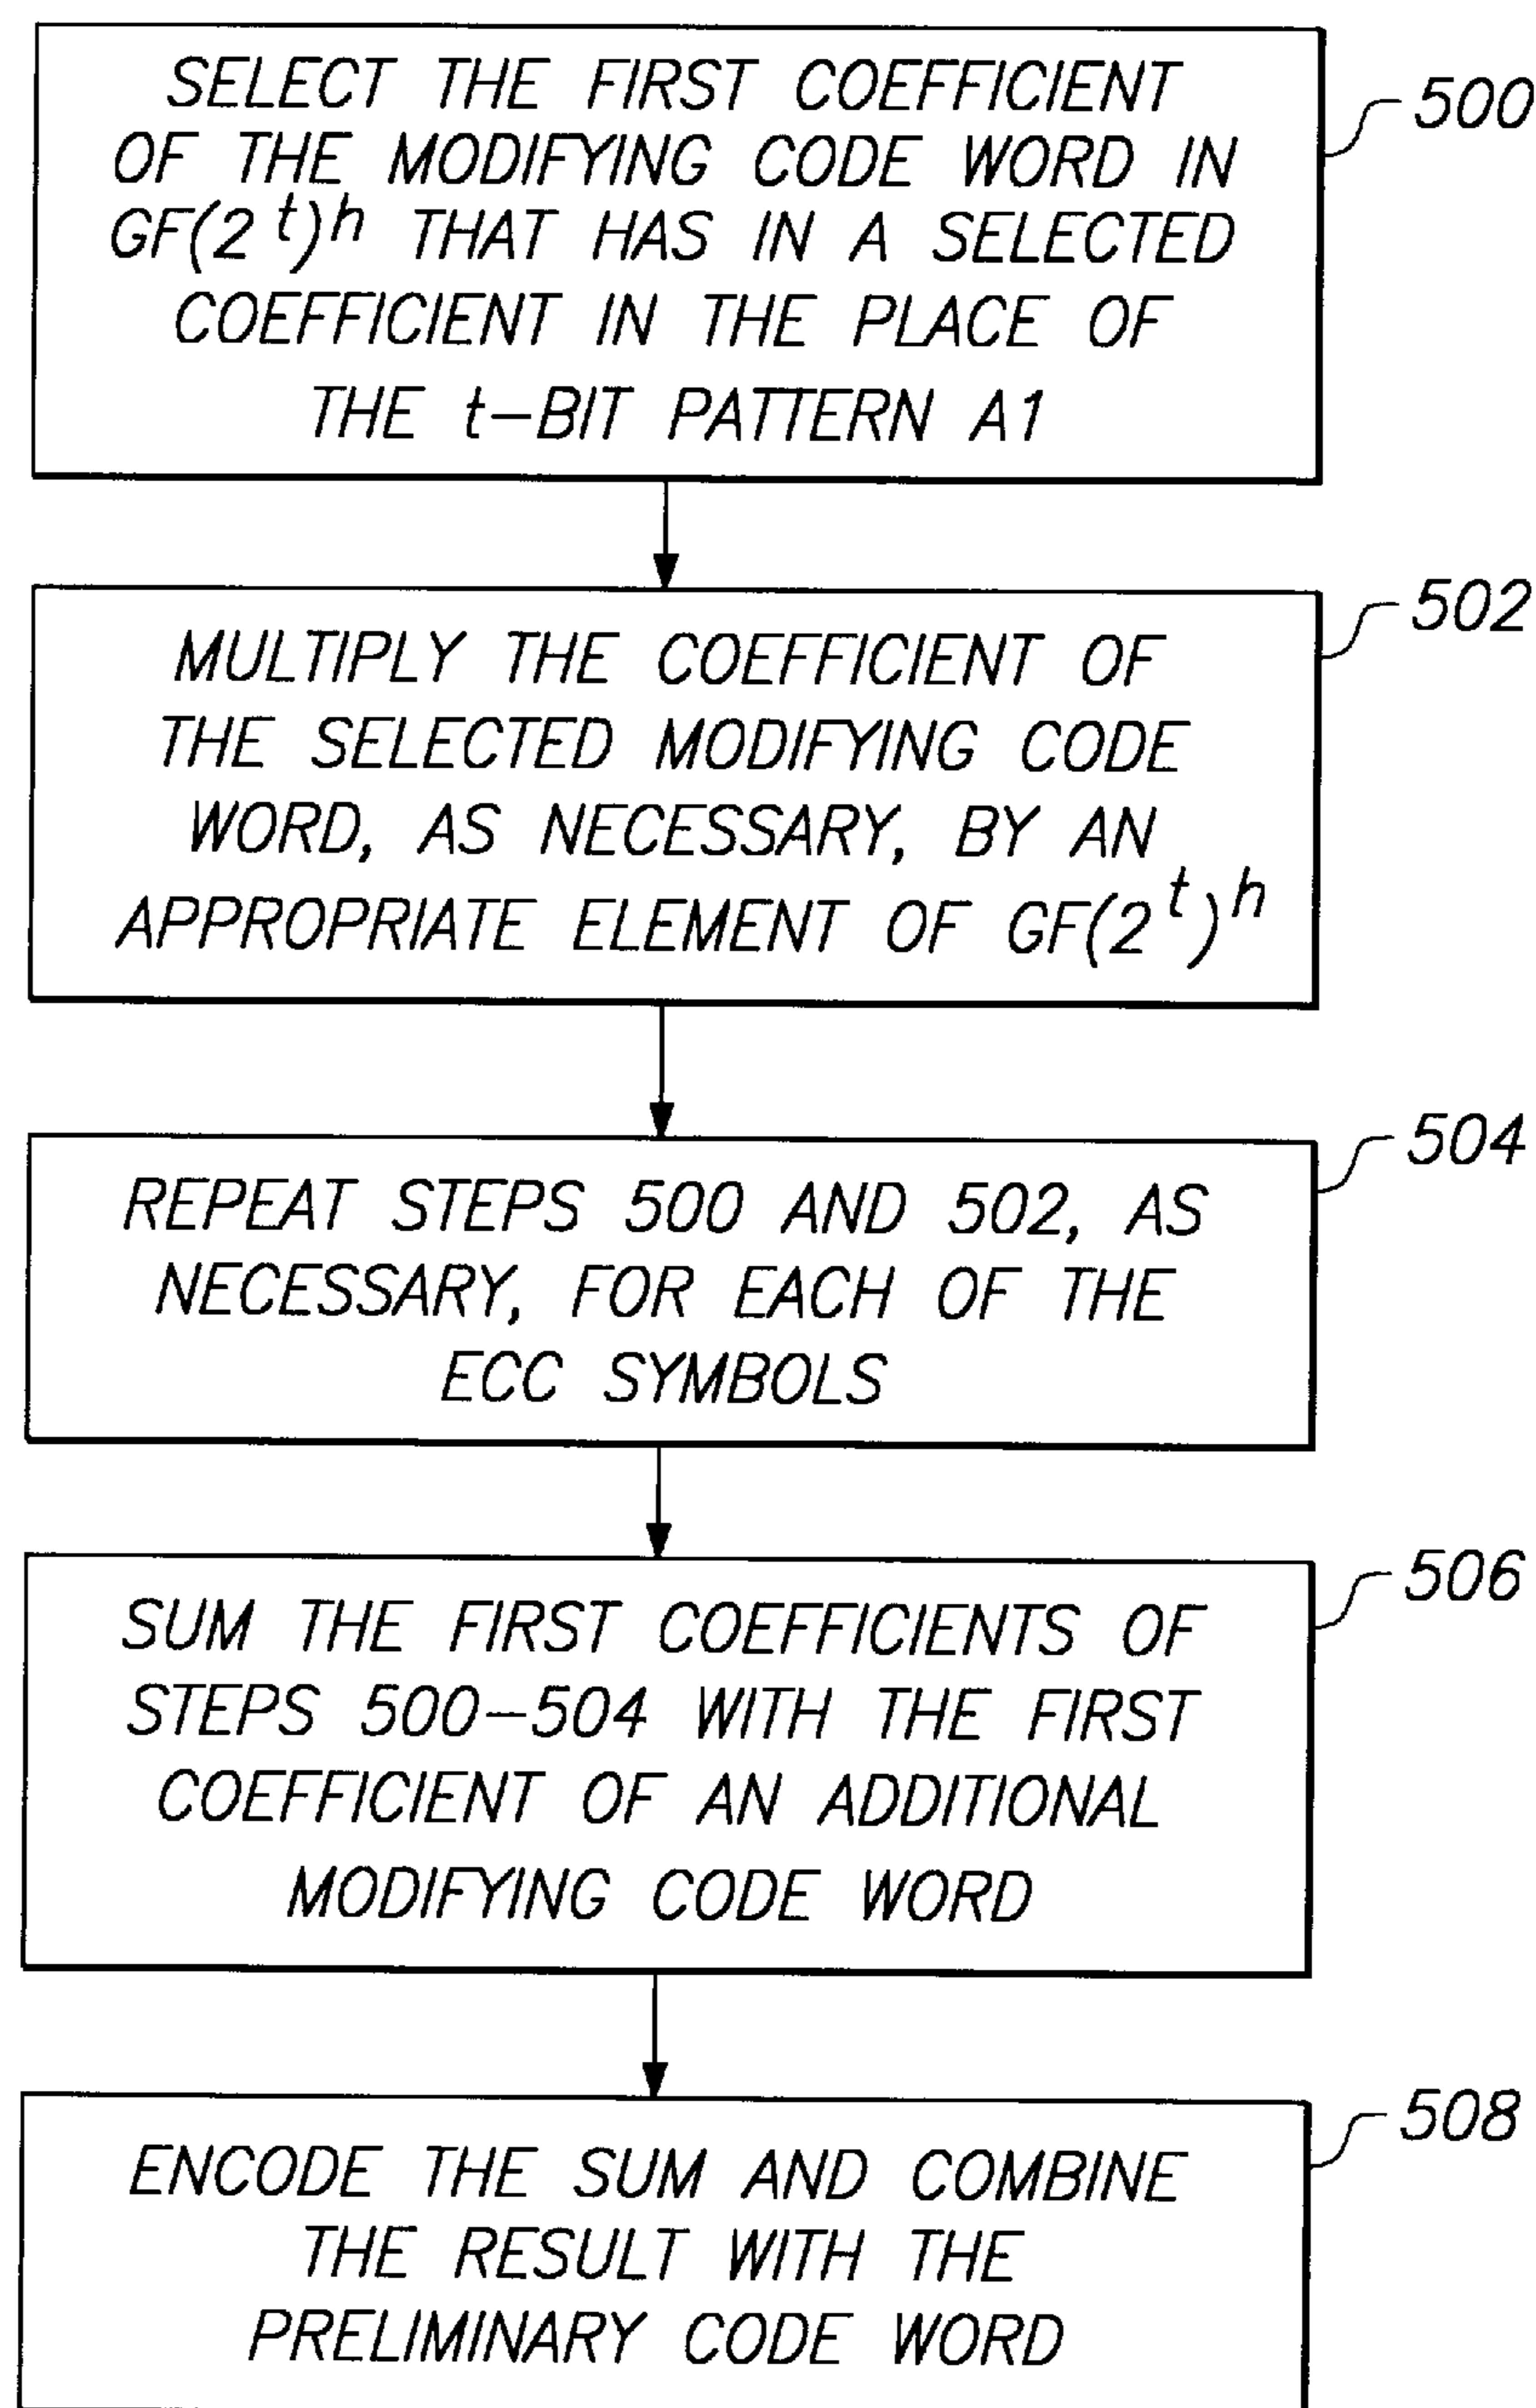 SELECT THE FIRST COEFFICIENT
500
OF THE MODIFYING CODE WORD IN
GF(2^t)^h THAT HAS IN A SELECTED
COEFFICIENT IN THE PLACE OF
THE t-BIT PATTERN A1
502
MULTIPLY THE COEFFICIENT OF
THE SELECTED MODIFYING CODE
WORD, AS NECESSARY, BY AN
APPROPRIATE ELEMENT OF GF(2^t)^h
504
REPEAT STEPS 500 AND 502, AS
NECESSARY, FOR EACH OF THE
ECC SYMBOLS
506
SUM THE FIRST COEFFICIENTS OF
STEPS 500-504 WITH THE FIRST
COEFFICIENT OF AN ADDITIONAL
MODIFYING CODE WORD
508
ENCODE THE SUM AND COMBINE
THE RESULT WITH THE
PRELIMINARY CODE WORD